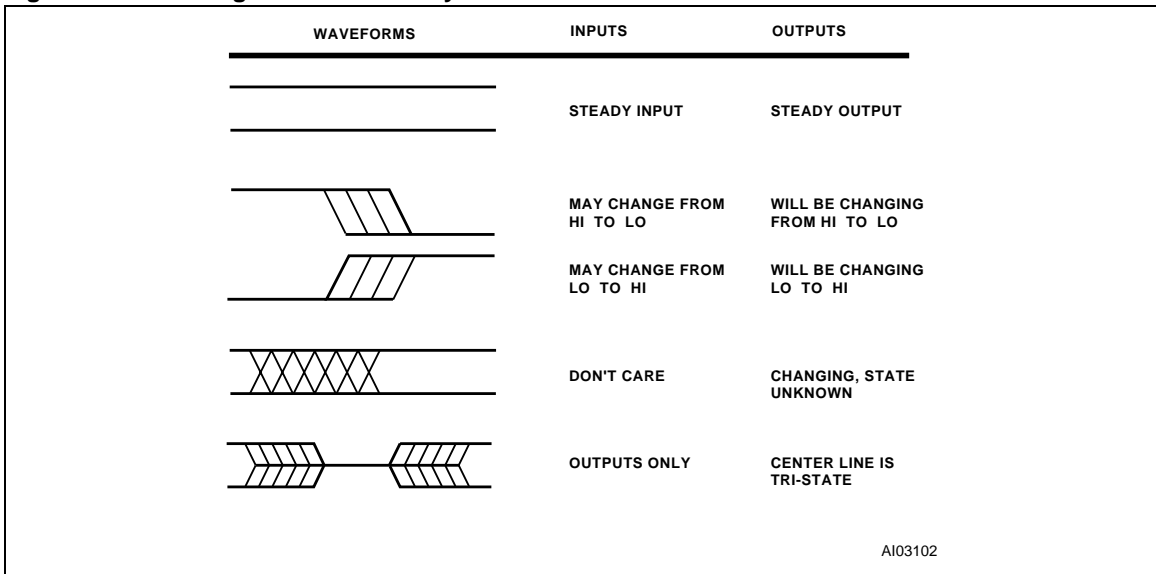 WAVEFORMS INPUTS OUTPUTS
STEADY INPUT STEADY OUTPUT
MAY CHANGE FROM WILL BE CHANGING
HI TO LO FROM HI TO LO
MAY CHANGE FROM WILL BE CHANGING
LO TO HI LO TO HI
DON'T CARE CHANGING, STATE
UNKNOWN
OUTPUTS ONLY CENTER LINE IS
TRI-STATE
AI03102